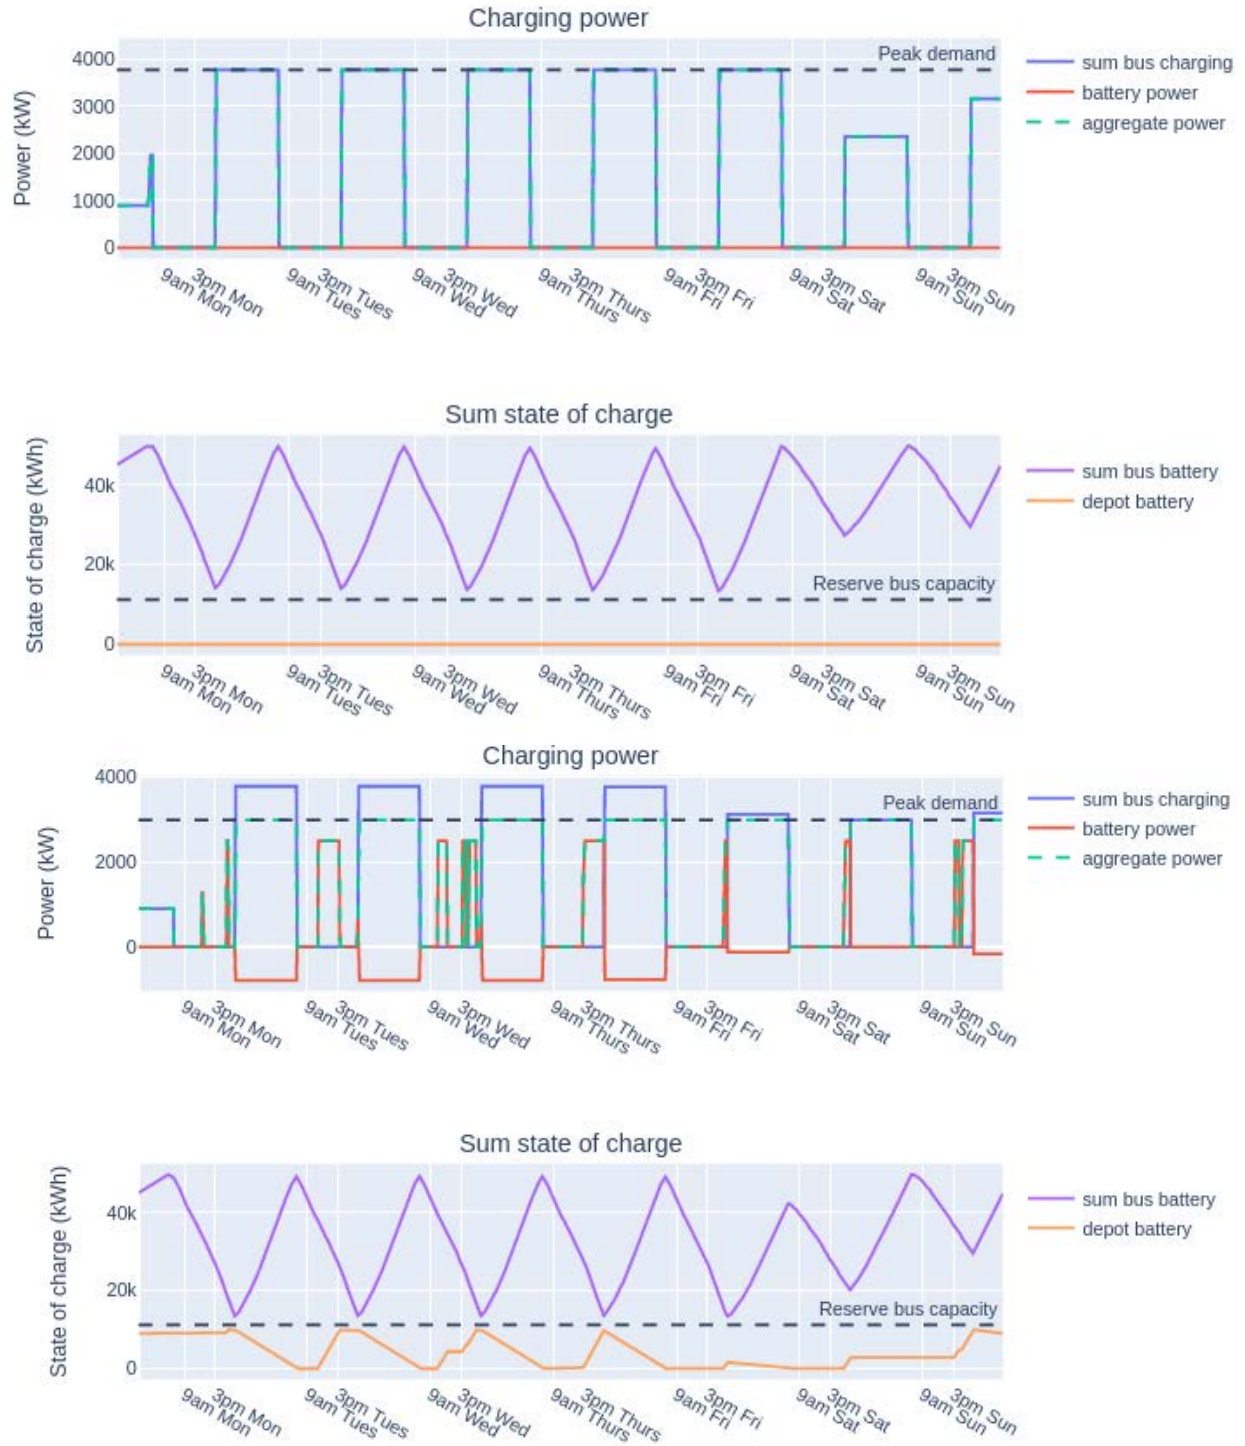 Charging power
Peak demand
4000
3000
2000
1000
0
Power (kW)
sum bus charging
battery power
aggregate power
9am Mon
3pm Mon
9am Tues
3pm Tues
9am Wed
3pm Wed
9am Thurs
3pm Thurs
9am Fri
3pm Fri
9am Sat
3pm Sat
9am Sun
3pm Sun
Sum state of charge
State of charge (kWh)
40k
20k
0
sum bus battery
depot battery
Reserve bus capacity
9am Mon
3pm Mon
9am Tues
3pm Tues
9am Wed
3pm Wed
9am Thurs
3pm Thurs
9am Fri
3pm Fri
9am Sat
3pm Sat
9am Sun
3pm Sun
Charging power
4000
2000
0
Power (kW)
Peak demand
sum bus charging
battery power
aggregate power
9am Mon
3pm Mon
9am Tues
3pm Tues
9am Wed
3pm Wed
9am Thurs
3pm Thurs
9am Fri
3pm Fri
9am Sat
3pm Sat
9am Sun
3pm Sun
Sum state of charge
State of charge (kWh)
40k
20k
0
sum bus battery
depot battery
Reserve bus capacity
9am Mon
3pm Mon
9am Tues
3pm Tues
9am Wed
3pm Wed
9am Thurs
3pm Thurs
9am Fri
3pm Fri
9am Sat
3pm Sat
9am Sun
3pm Sun